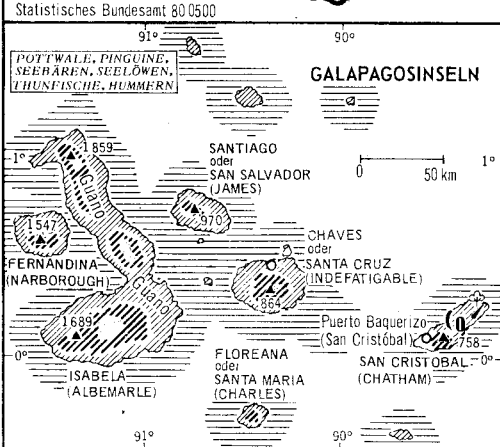 Statistisches Bundesamt 80 0500
91°
90°
POTTWALE, PINGUINE,
SEEBÄREN, SEELÖWEN,
THUNFISCHE, HUMMERN
GALAPAGOSINSELN
1859
1°
1°
0
50 km
SANTIAGO
oder
SAN SALVADOR
(JAMES)
Guano
970
1547
CHAVES
oder
SANTA CRUZ
(INDEFATIGABLE)
FERNANDINA
(NARBOROUGH)
Guano
864
1689
Puerto Baquerizo
(San Cristóbal)
758
0°
0°
SAN CRISTOBAL
(CHATHAM)
FLOREANA
oder
SANTA MARIA
(CHARLES)
ISABELA
(ALBEMARLE)
91°
90°